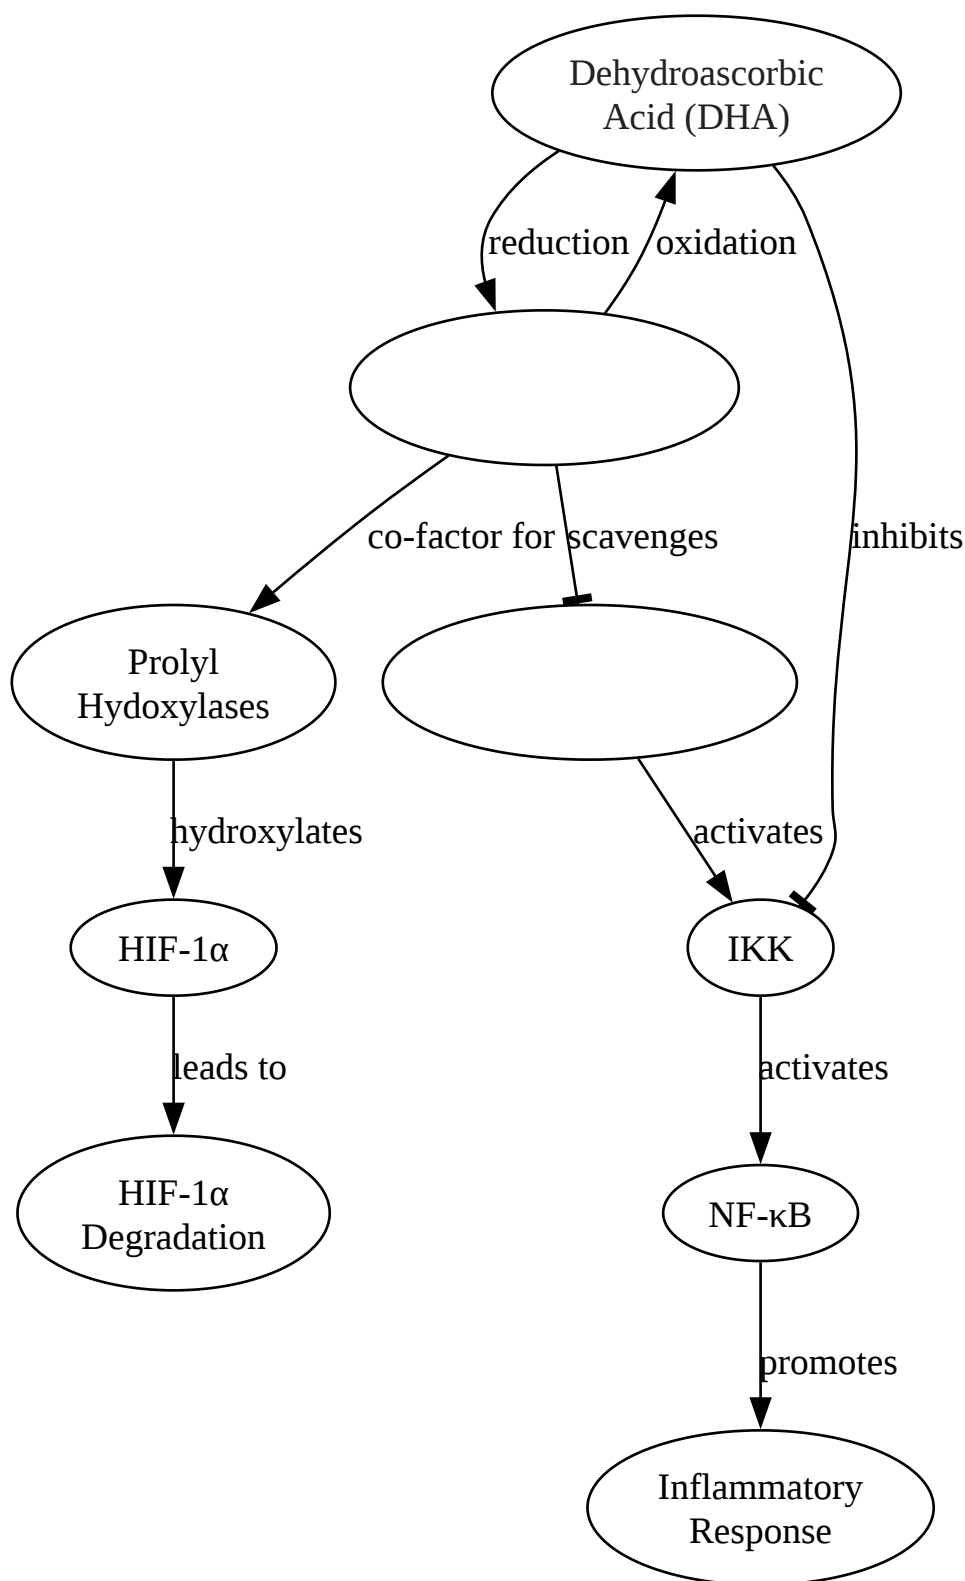 Dehydroascorbic
Acid (DHA)
reduction
oxidation
co-factor for
scavenges
inhibits
Prolyl
Hydoxylases
hydroxylates
activates
HIF-1α
IKK
leads to
activates
HIF-1α
Degradation
NF-κB
promotes
Inflammatory
Response